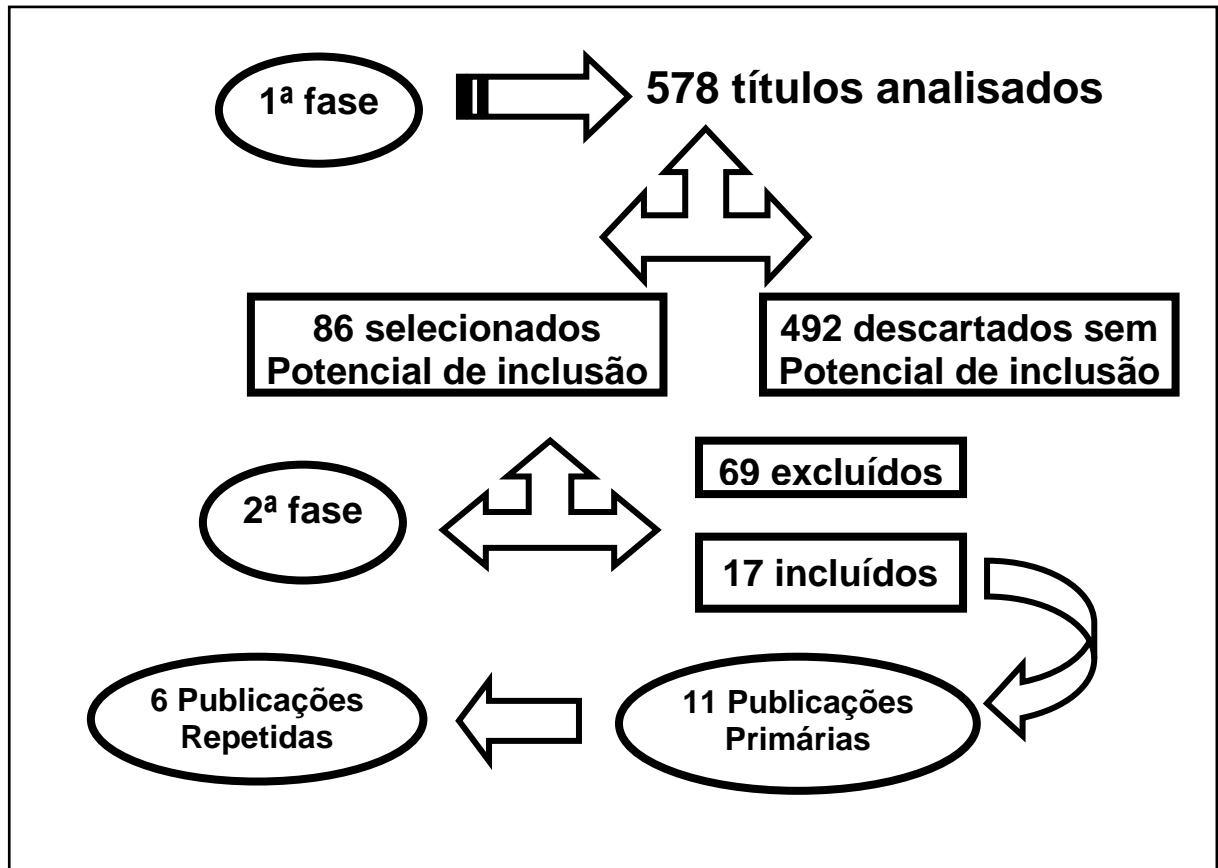 1ª fase
578 títulos analisados
86 selecionados
Potencial de inclusão
492 descartados sem
Potencial de inclusão
2ª fase
69 excluídos
17 incluídos
6 Publicações
Repetidas
11 Publicações
Primárias